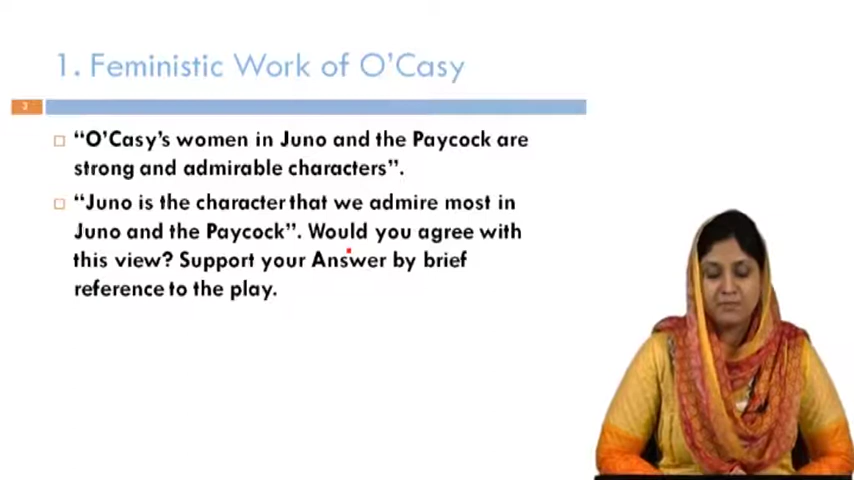 1. Feministic Work of O'Casy
3
"O'Casy's women in Juno and the Paycock are
strong and admirable characters".
"Juno is the character that we admire most in
Juno and the Paycock". Would you agree with
this view? Support your Answer by brief
reference to the play.